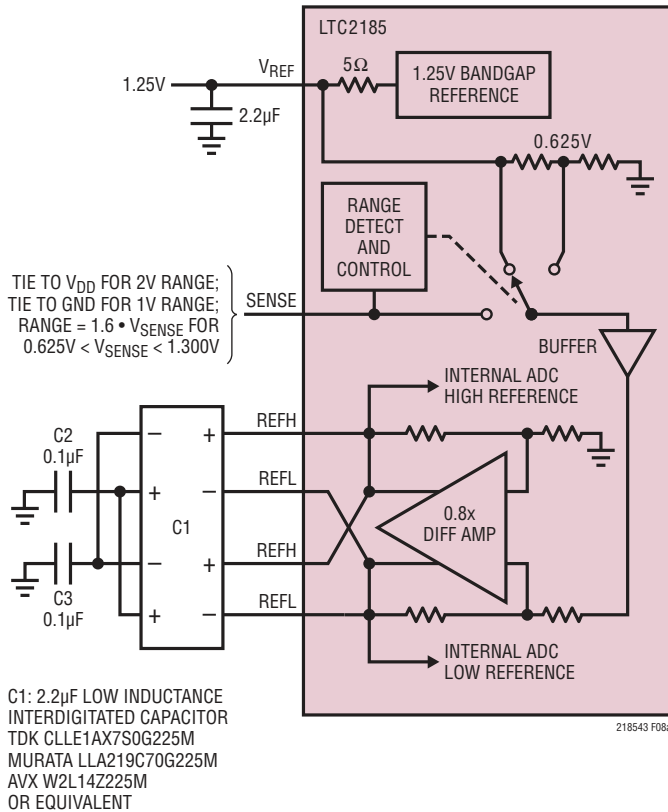 LTC2185
VREF
5Ω
1.25V BANDGAP
REFERENCE
1.25V
2.2µF
0.625V
RANGE
DETECT
AND
CONTROL
TIE TO VDD FOR 2V RANGE;
TIE TO GND FOR 1V RANGE;
RANGE = 1.6 • VSENSE FOR
0.625V < VSENSE < 1.300V
SENSE
BUFFER
INTERNAL ADC
HIGH REFERENCE
REFH
REFL
REFH
REFL
C2
0.1µF
C3
0.1µF
–
+
–
+
C1
+
–
+
–
0.8x
DIFF AMP
INTERNAL ADC
LOW REFERENCE
C1: 2.2µF LOW INDUCTANCE
INTERDIGITATED CAPACITOR
TDK CLLE1AX7S0G225M
MURATA LLA219C70G225M
AVX W2L14Z225M
OR EQUIVALENT